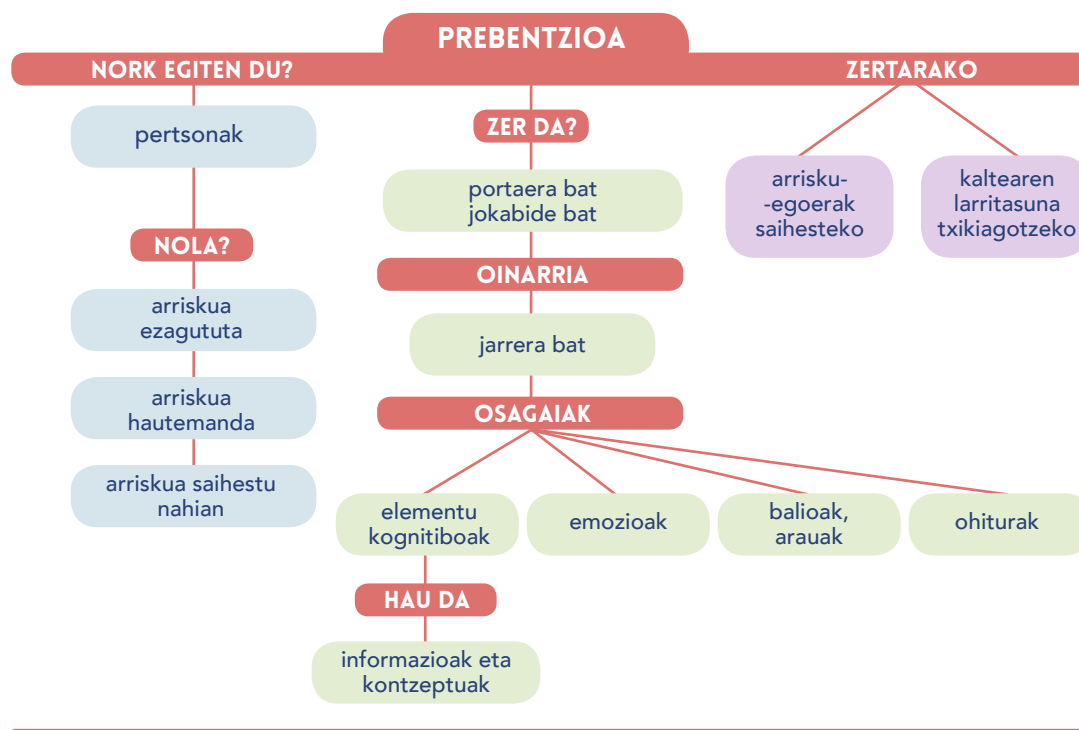 PREBENTZIOA
NORK EGITEN DU?
pertsonak
NOLA?
arriskua
ezagututa
arriskua
hautemanda
arriskua saihestu
nahian
ZER DA?
portaera bat
jokabide bat
OINARRIA
jarrera bat
OSAGAIAK
elementu
kognitiboak
emozioak
balioak,
arauak
ohiturak
HAU DA
informazioak eta
kontzeptuak
ZERTARAKO
arrisku-
-egoerak
saihesteko
kaltearen
larritasuna
txikiagotzeko